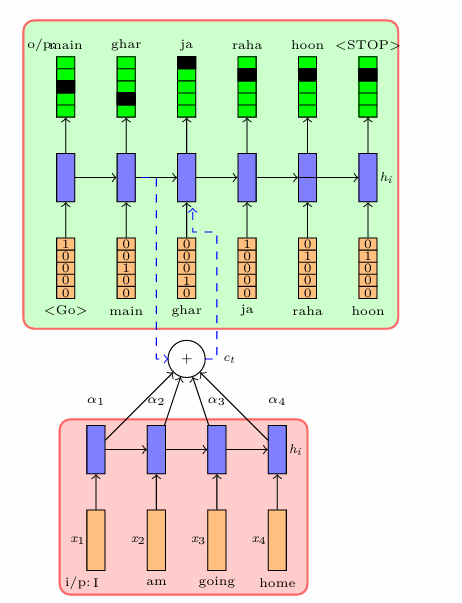 o/p: main ghar ja raha hoon <STOP>
h_i
1 0 0 1 0 0
0 0 0 0 1 1
0 1 0 0 0 0
0 0 1 0 0 0
0 0 0 0 0 0
<Go> main ghar ja raha hoon
+ c_t
α_1 α_2 α_3 α_4
h_i
x_1 x_2 x_3 x_4
i/p: I am going home